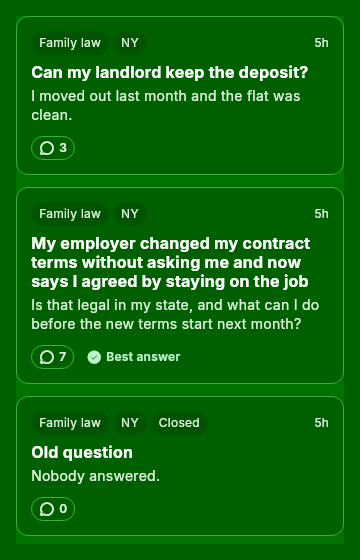 Family law NY 5h
Can my landlord keep the deposit?
I moved out last month and the flat was
clean.
3
Family law NY 5h
My employer changed my contract
terms without asking me and now
says I agreed by staying on the job
Is that legal in my state, and what can I do
before the new terms start next month?
7 Best answer
Family law NY Closed 5h
Old question
Nobody answered.
0